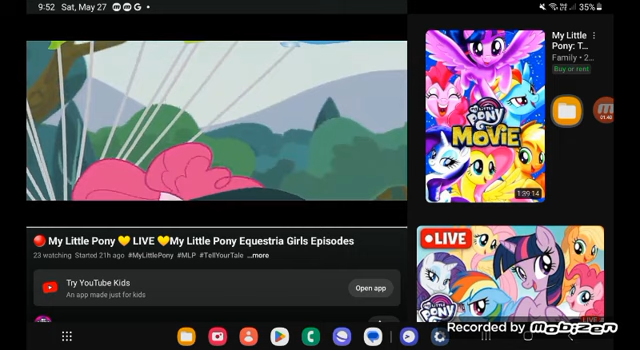 9:52 Sat, May 27
35%
My Little
Pony: T...
Family • 2...
Buy or rent
My Little
PONY
THE MOVIE
1:39:14
My Little Pony 💛 LIVE 💛My Little Pony Equestria Girls Episodes
23 watching Started 21h ago #MyLittlePony #MLP #TellYourTale ...more
Try YouTube Kids
An app made just for kids
Open app
LIVE
PONY
LIVE
Recorded by mobizen